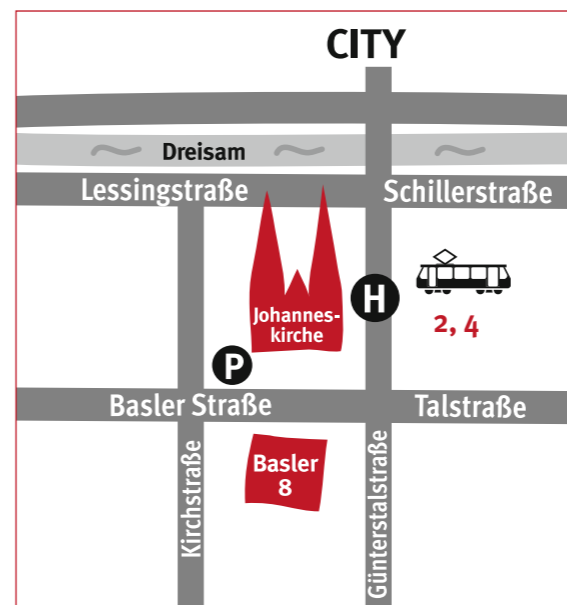 CITY
Dreisam
Lessingstraße
Schillerstraße
Johannes-
kirche
H
2, 4
P
Basler Straße
Talstraße
Kirchstraße
Basler
8
Günterstalstraße